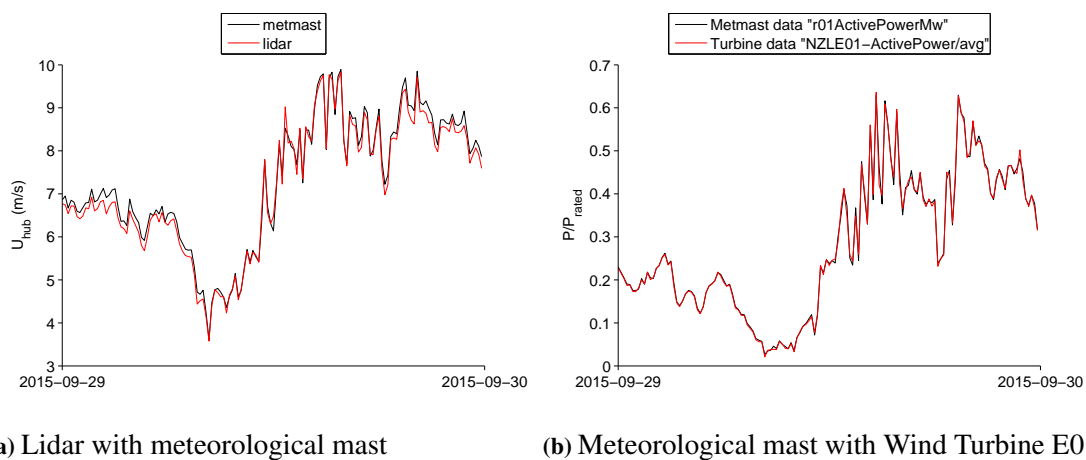 metmast
lidar
10
9
8
7
6
5
4
3
U_hub (m/s)
2015−09−29
2015−09−30
Metmast data "r01ActivePowerMw"
Turbine data "NZLE01−ActivePower/avg"
0.7
0.6
0.5
0.4
0.3
0.2
0.1
0
P/P_rated
2015−09−29
2015−09−30
) Lidar with meteorological mast
(b) Meteorological mast with Wind Turbine E0